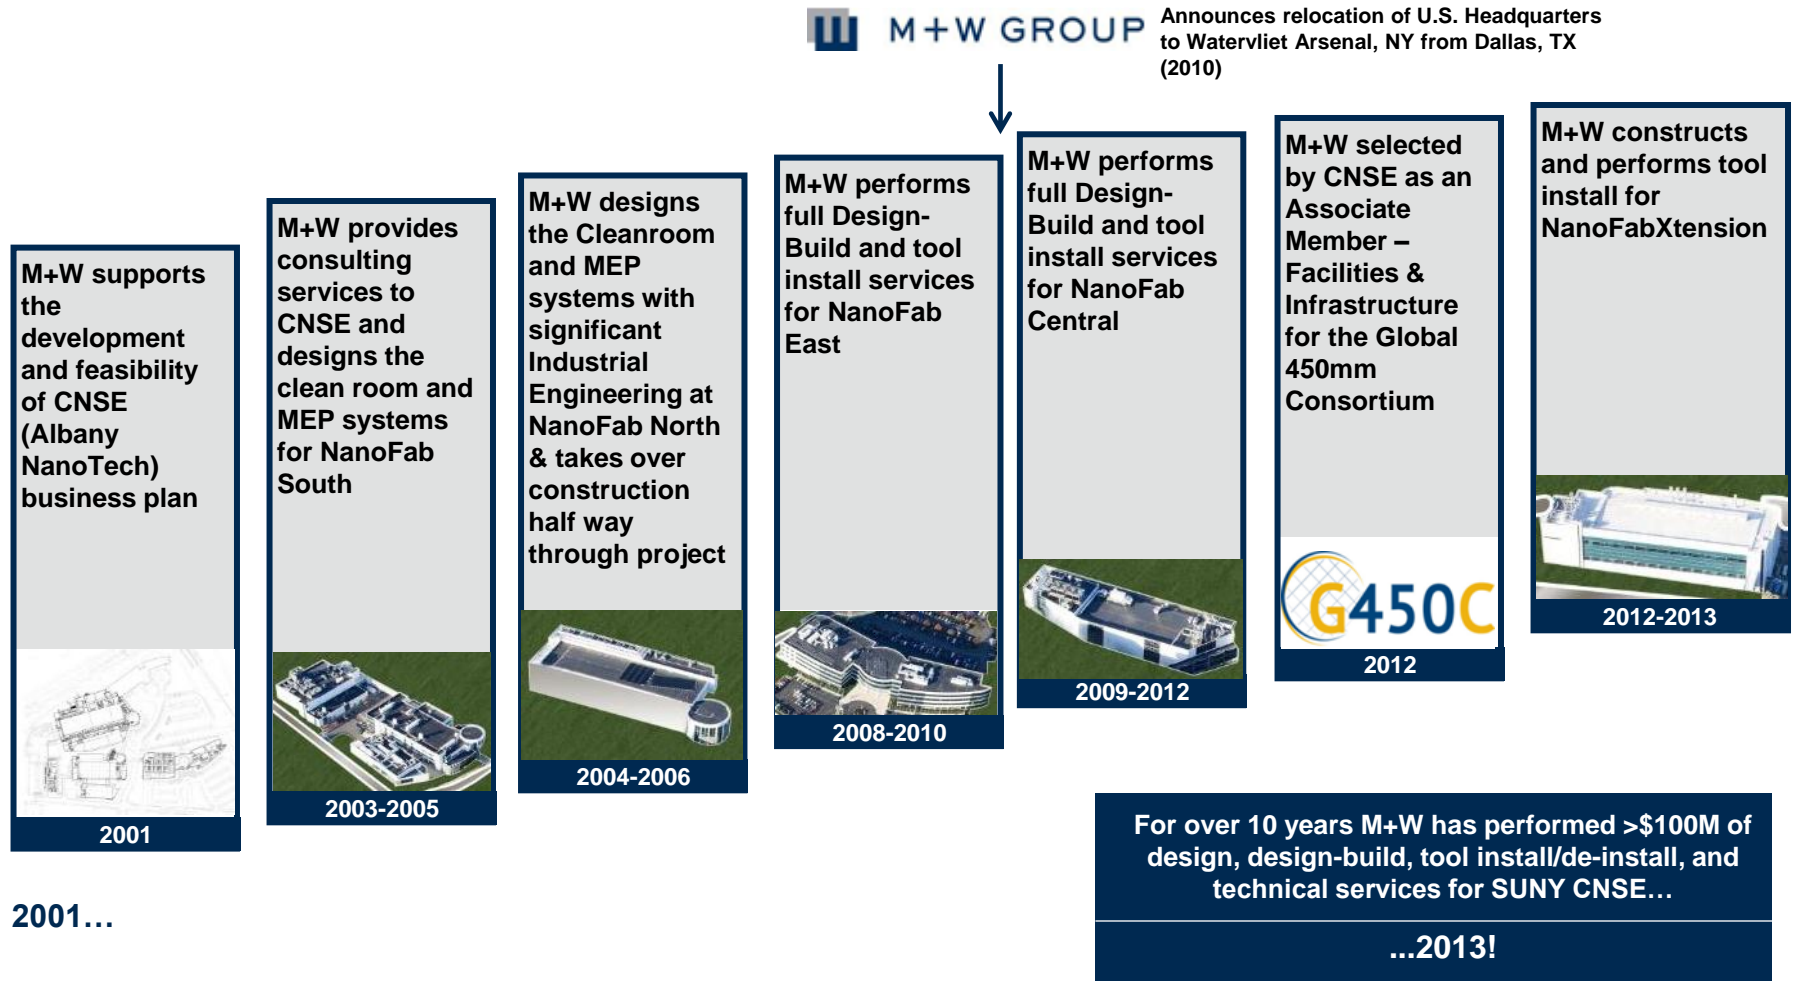 M+W GROUP
Announces relocation of U.S. Headquarters
to Watervliet Arsenal, NY from Dallas, TX
(2010)
M+W supports
the
development
and feasibility
of CNSE
(Albany
NanoTech)
business plan
2001
M+W provides
consulting
services to
CNSE and
designs the
clean room and
MEP systems
for NanoFab
South
2003-2005
M+W designs
the Cleanroom
and MEP
systems with
significant
Industrial
Engineering at
NanoFab North
& takes over
construction
half way
through project
2004-2006
M+W performs
full Design-
Build and tool
install services
for NanoFab
East
2008-2010
M+W performs
full Design-
Build and tool
install services
for NanoFab
Central
2009-2012
M+W selected
by CNSE as an
Associate
Member –
Facilities &
Infrastructure
for the Global
450mm
Consortium
G450C
2012
M+W constructs
and performs tool
install for
NanoFabXtension
2012-2013
For over 10 years M+W has performed >$100M of
design, design-build, tool install/de-install, and
technical services for SUNY CNSE…
2001…
...2013!